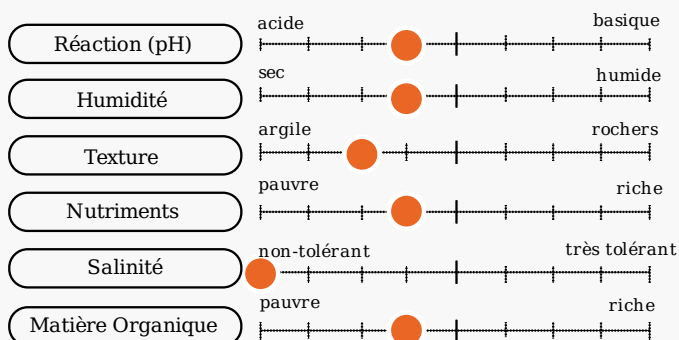 acide basique
Réaction (pH)
sec humide
Humidité
argile rochers
Texture
pauvre riche
Nutriments
non-tolérant très tolérant
Salinité
pauvre riche
Matière Organique